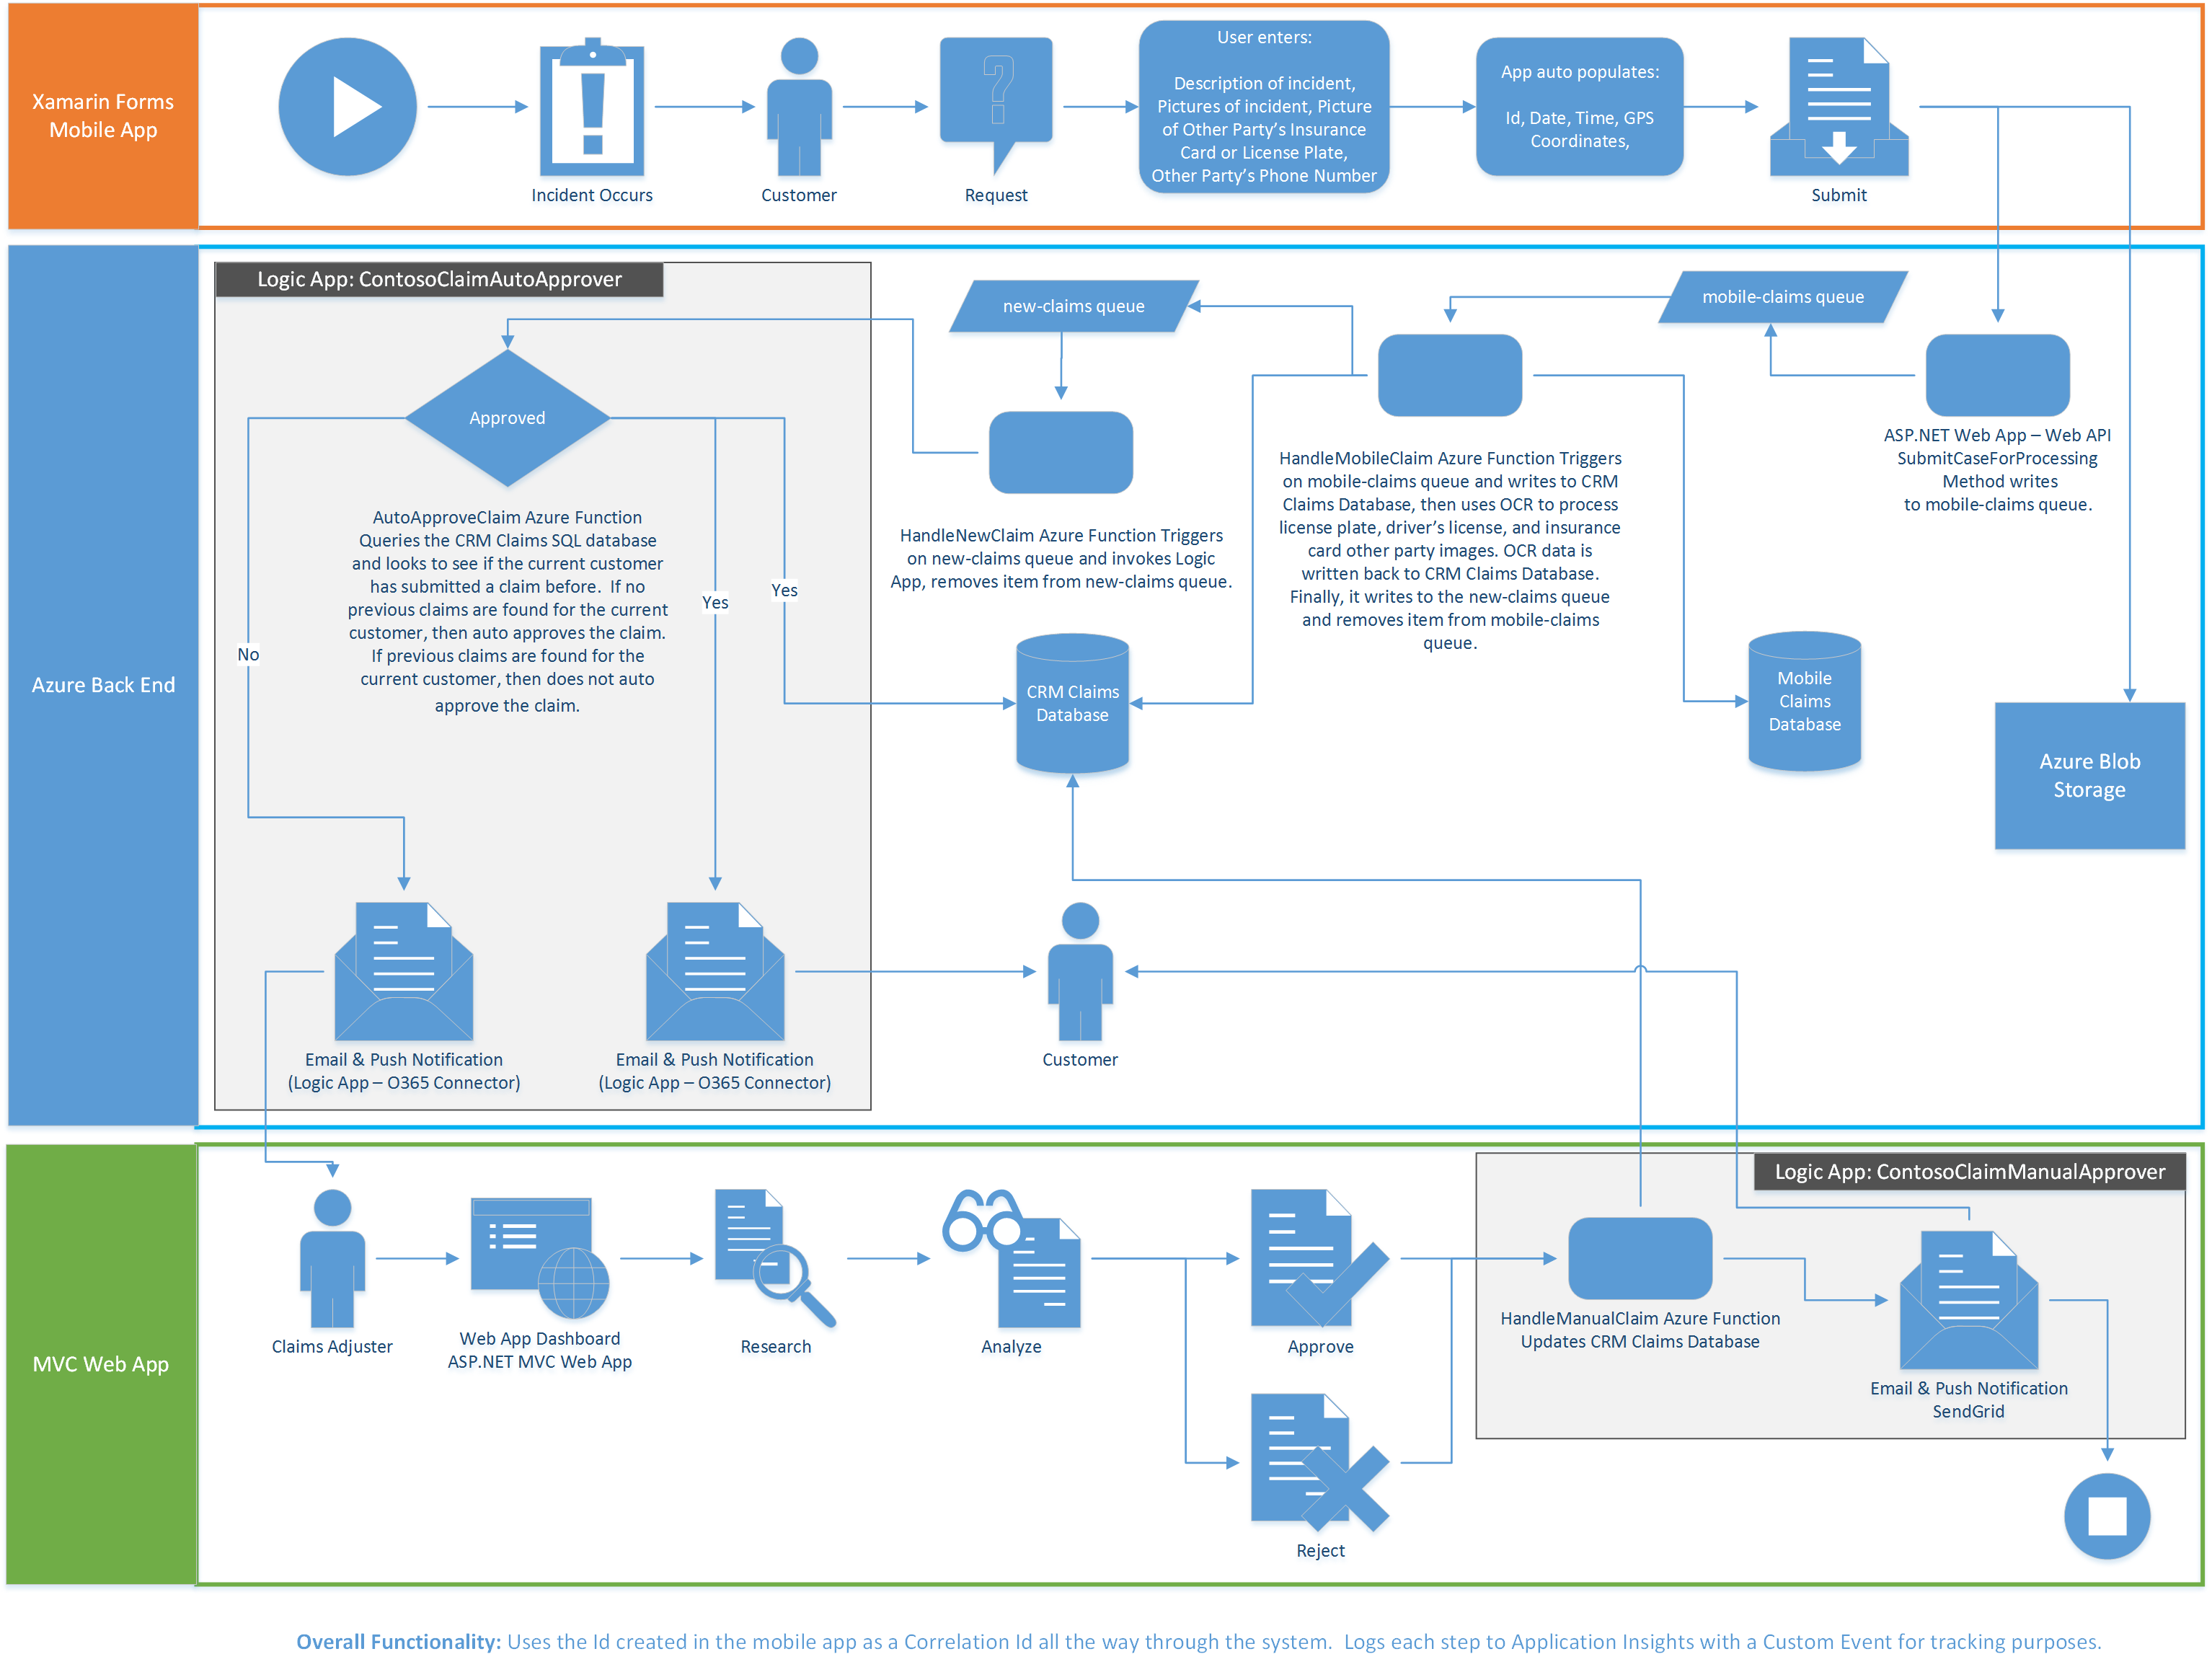 Xamarin Forms
Mobile App
Incident Occurs
Customer
Request
User enters:
Description of incident,
Pictures of incident, Picture
of Other Party's Insurance
Card or License Plate,
Other Party's Phone Number
App auto populates:
Id, Date, Time, GPS
Coordinates,
Submit
Azure Back End
Logic App: ContosoClaimAutoApprover
Approved
AutoApproveClaim Azure Function
Queries the CRM Claims SQL database
and looks to see if the current customer
has submitted a claim before.  If no
previous claims are found for the current
customer, then auto approves the claim.
If previous claims are found for the
current customer, then does not auto
approve the claim.
No
Yes
Yes
Email & Push Notification
(Logic App – O365 Connector)
Email & Push Notification
(Logic App – O365 Connector)
new-claims queue
HandleNewClaim Azure Function Triggers
on new-claims queue and invokes Logic
App, removes item from new-claims queue.
CRM Claims
Database
Customer
HandleMobileClaim Azure Function Triggers
on mobile-claims queue and writes to CRM
Claims Database, then uses OCR to process
license plate, driver's license, and insurance
card other party images. OCR data is
written back to CRM Claims Database.
Finally, it writes to the new-claims queue
and removes item from mobile-claims
queue.
mobile-claims queue
ASP.NET Web App – Web API
SubmitCaseForProcessing
Method writes
to mobile-claims queue.
Mobile
Claims
Database
Azure Blob
Storage
MVC Web App
Claims Adjuster
Web App Dashboard
ASP.NET MVC Web App
Research
Analyze
Approve
Reject
Logic App: ContosoClaimManualApprover
HandleManualClaim Azure Function
Updates CRM Claims Database
Email & Push Notification
SendGrid
Overall Functionality: Uses the Id created in the mobile app as a Correlation Id all the way through the system.  Logs each step to Application Insights with a Custom Event for tracking purposes.